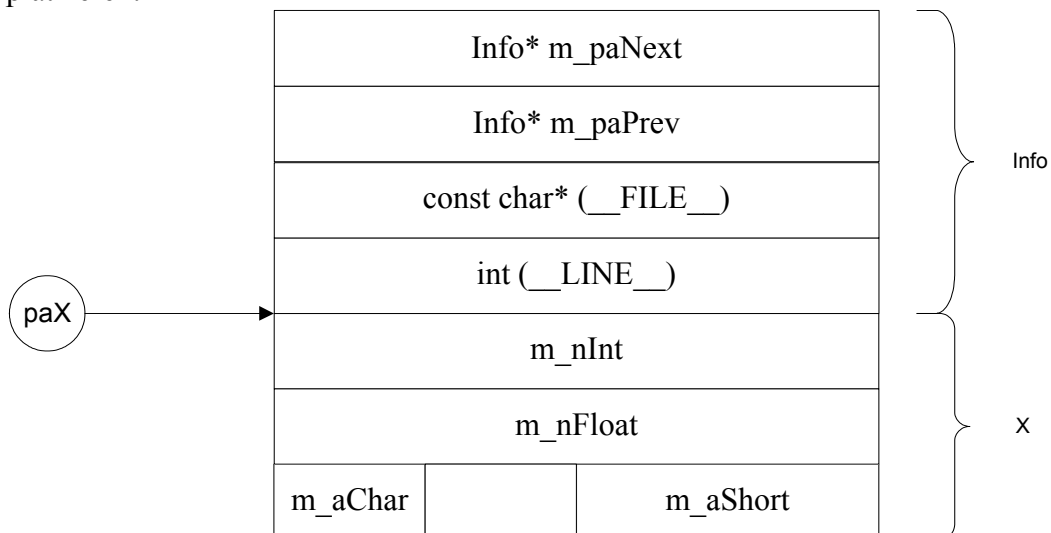 Info* m_paNext
Info* m_paPrev
Info
const char* (__FILE__)
int (__LINE__)
paX
m_nInt
m_nFloat
X
m_aChar
m_aShort